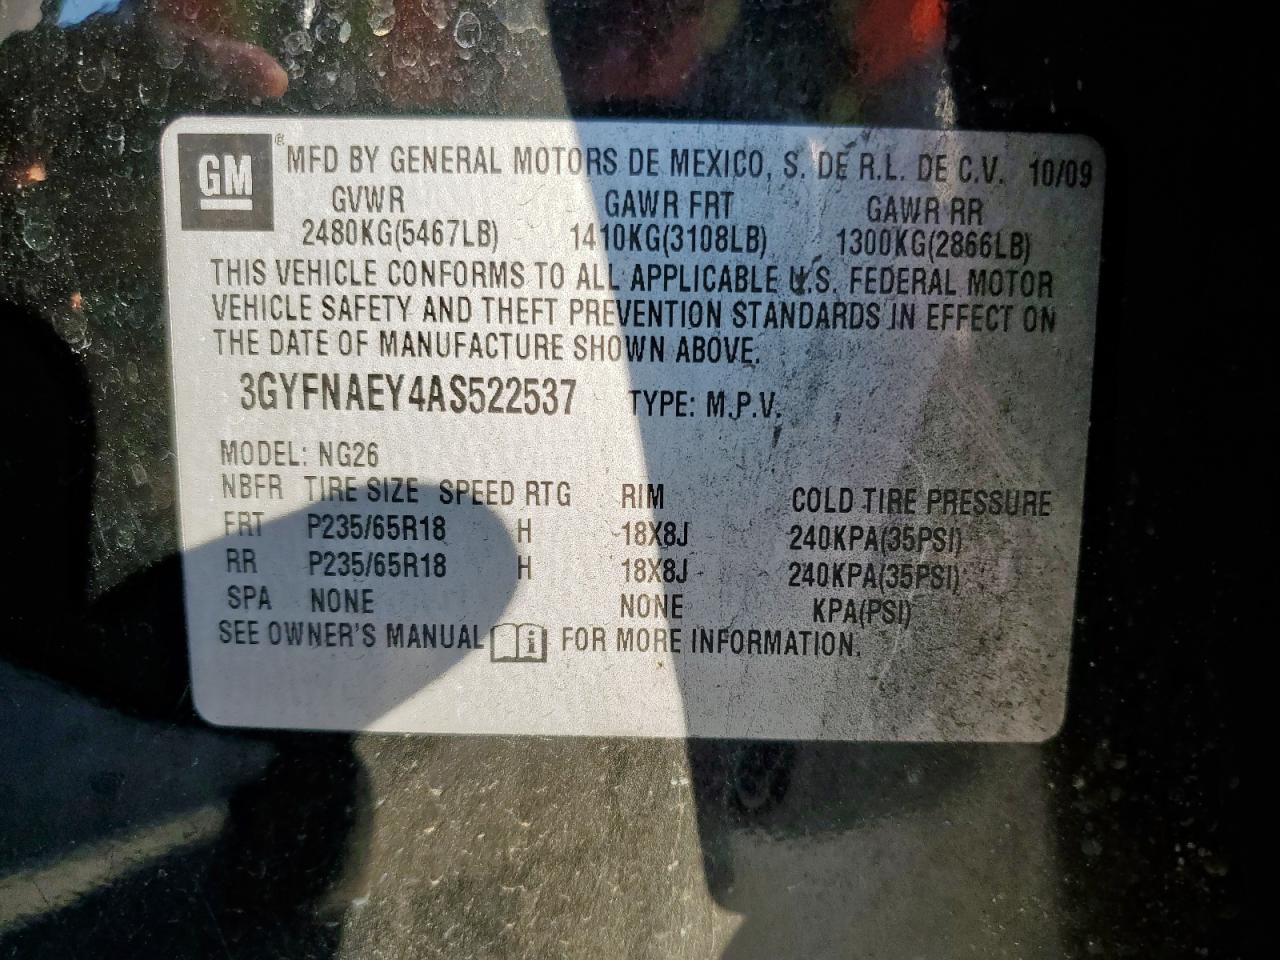 GM ® MFD BY GENERAL MOTORS DE MEXICO, S. DE R.L. DE C.V. 10/09
GVWR GAWR FRT GAWR RR
2480KG(5467LB) 1410KG(3108LB) 1300KG(2866LB)
THIS VEHICLE CONFORMS TO ALL APPLICABLE U.S. FEDERAL MOTOR
VEHICLE SAFETY AND THEFT PREVENTION STANDARDS IN EFFECT ON
THE DATE OF MANUFACTURE SHOWN ABOVE.
3GYFNAEY4AS522537 TYPE: M.P.V.
MODEL: NG26
NBFR TIRE SIZE SPEED RTG RIM COLD TIRE PRESSURE
FRT P235/65R18 H 18X8J 240KPA(35PSI)
RR P235/65R18 H 18X8J 240KPA(35PSI)
SPA NONE NONE KPA(PSI)
SEE OWNER'S MANUAL i FOR MORE INFORMATION.